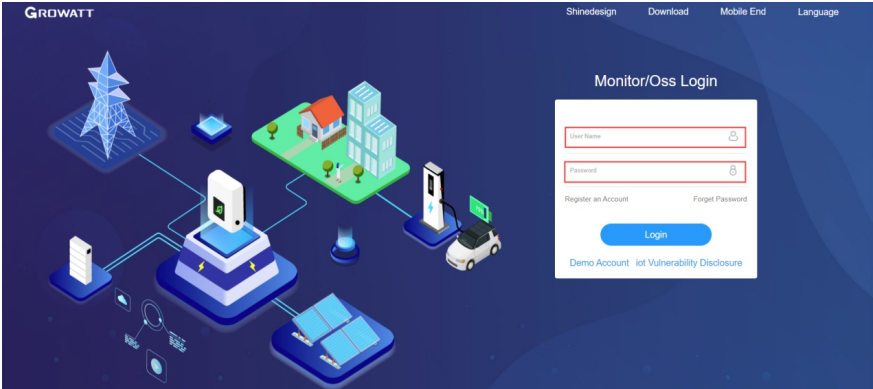 GROWATT
Shinedesign Download Mobile End Language
Monitor/Oss Login
User Name
Password
Register an Account Forget Password
Login
Demo Account iot Vulnerability Disclosure